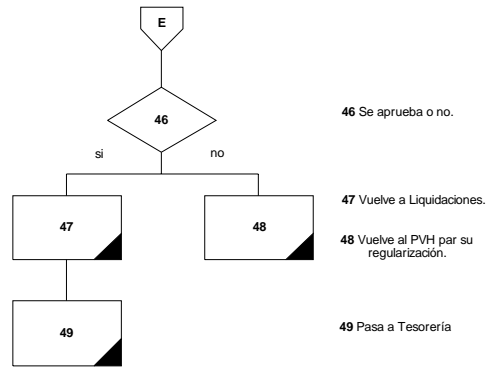 E
46
46 Se aprueba o no.
si
no
47
48
47 Vuelve a Liquidaciones.
48 Vuelve al PVH par su
regularización.
49
49 Pasa a Tesorería